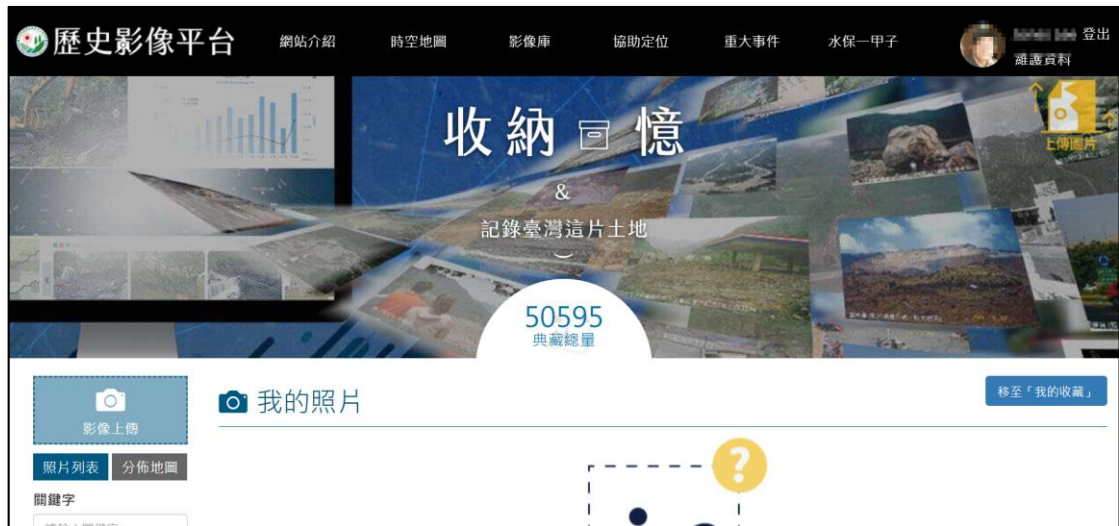 歷史影像平台
網站介紹 時空地圖 影像庫 協助定位 重大事件 水保一甲子
登出
維護資料
收納 憶
&
記錄臺灣這片土地
上傳圖片
50595
典藏總量
影像上傳
我的照片
移至「我的收藏」
照片列表 分佈地圖
關鍵字